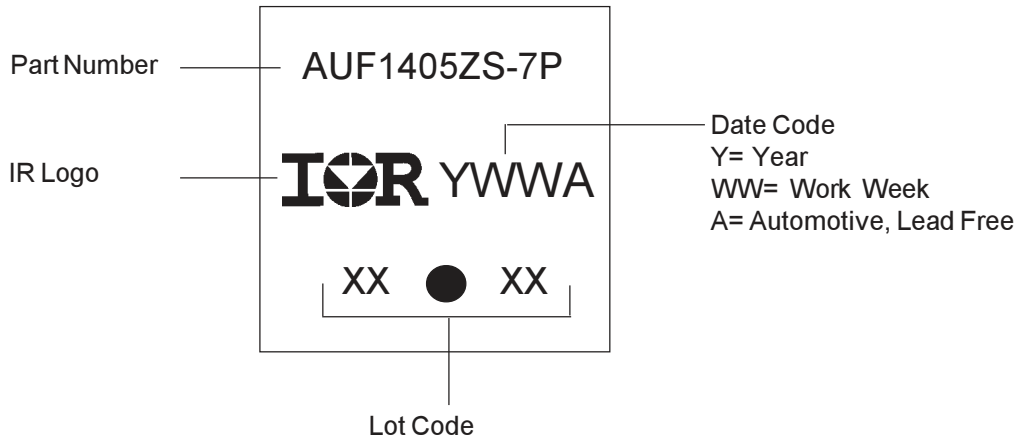 Part Number
AUF1405ZS-7P
IR Logo
IOR YWWA
Date Code
Y= Year
WW= Work Week
A= Automotive, Lead Free
XX XX
Lot Code